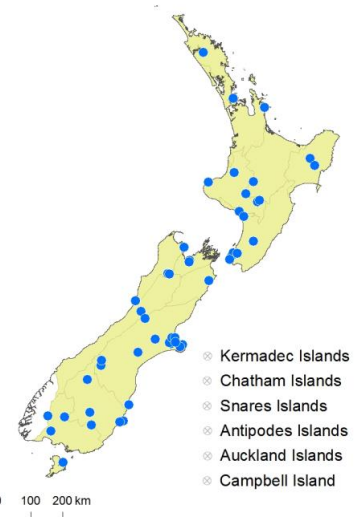 Kermadec Islands
Chatham Islands
Snares Islands
Antipodes Islands
Auckland Islands
Campbell Island
0 100 200 km